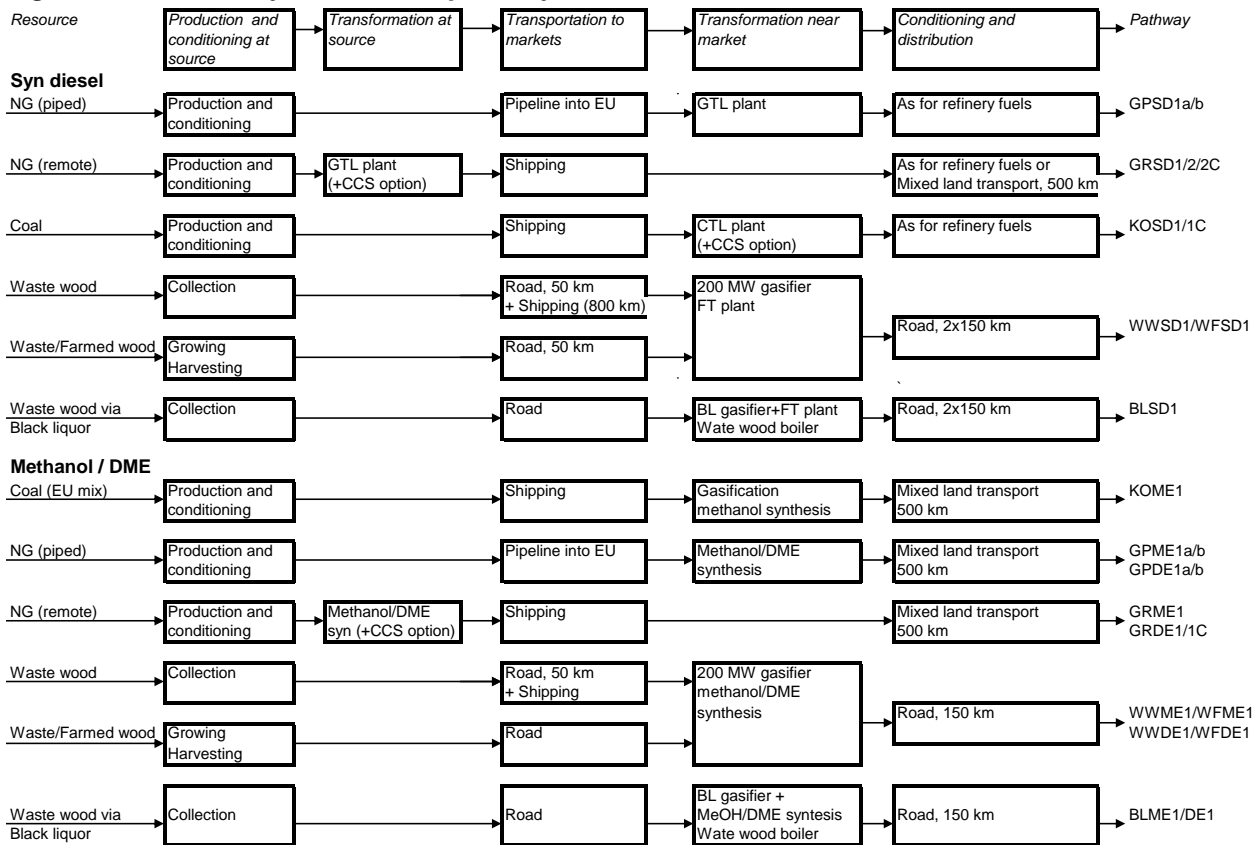 Resource
Production and
conditioning at
source
Transformation at
source
Transportation to
markets
Transformation near
market
Conditioning and
distribution
Pathway
Syn diesel
NG (piped)
Production and
conditioning
Pipeline into EU
GTL plant
As for refinery fuels
GPSD1a/b
NG (remote)
Production and
conditioning
GTL plant
(+CCS option)
Shipping
As for refinery fuels or
Mixed land transport, 500 km
GRSD1/2/2C
Coal
Production and
conditioning
Shipping
CTL plant
(+CCS option)
As for refinery fuels
KOSD1/1C
Waste wood
Collection
Road, 50 km
+ Shipping (800 km)
200 MW gasifier
FT plant
Road, 2x150 km
WWSD1/WFSD1
Waste/Farmed wood
Growing
Harvesting
Road, 50 km
Waste wood via
Black liquor
Collection
Road
BL gasifier+FT plant
Wate wood boiler
Road, 2x150 km
BLSD1
Methanol / DME
Coal (EU mix)
Production and
conditioning
Shipping
Gasification
methanol synthesis
Mixed land transport
500 km
KOME1
NG (piped)
Production and
conditioning
Pipeline into EU
Methanol/DME
synthesis
Mixed land transport
500 km
GPME1a/b
GPDE1a/b
NG (remote)
Production and
conditioning
Methanol/DME
syn (+CCS option)
Shipping
Mixed land transport
500 km
GRME1
GRDE1/1C
Waste wood
Collection
Road, 50 km
+ Shipping
200 MW gasifier
methanol/DME
synthesis
Road, 150 km
WWME1/WFME1
WWDE1/WFDE1
Waste/Farmed wood
Growing
Harvesting
Road
Waste wood via
Black liquor
Collection
Road
BL gasifier +
MeOH/DME syntesis
Wate wood boiler
Road, 150 km
BLME1/DE1